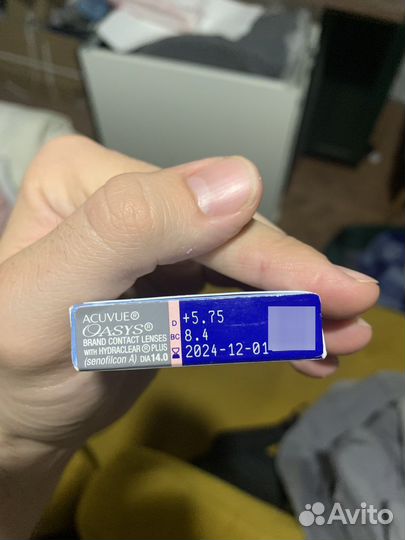 ACUVUE®
OASYS®
BRAND CONTACT LENSES
WITH HYDRACLEAR® PLUS
(senofilcon A) DIA 14.0
D +5.75
BC 8.4
2024-12-01
Avito